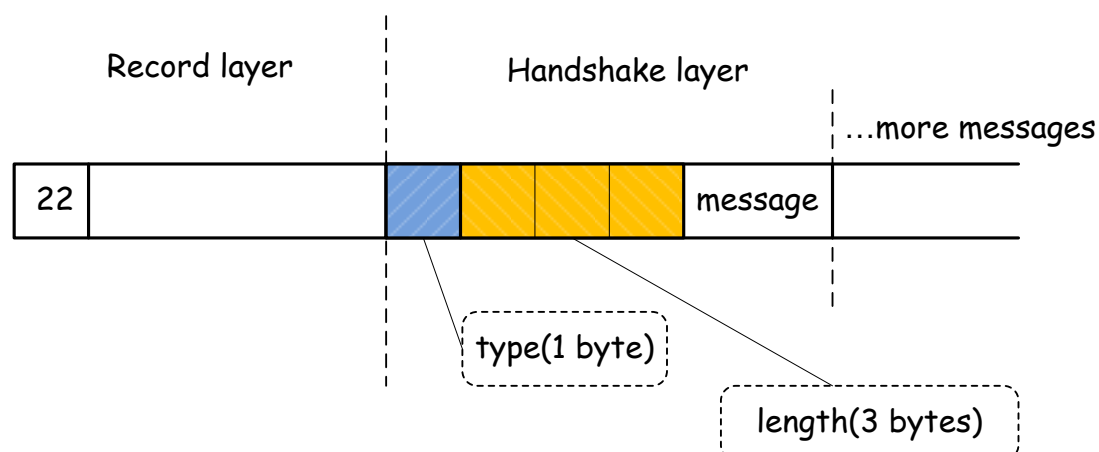 Record layer
Handshake layer
...more messages
22
message
type(1 byte)
length(3 bytes)